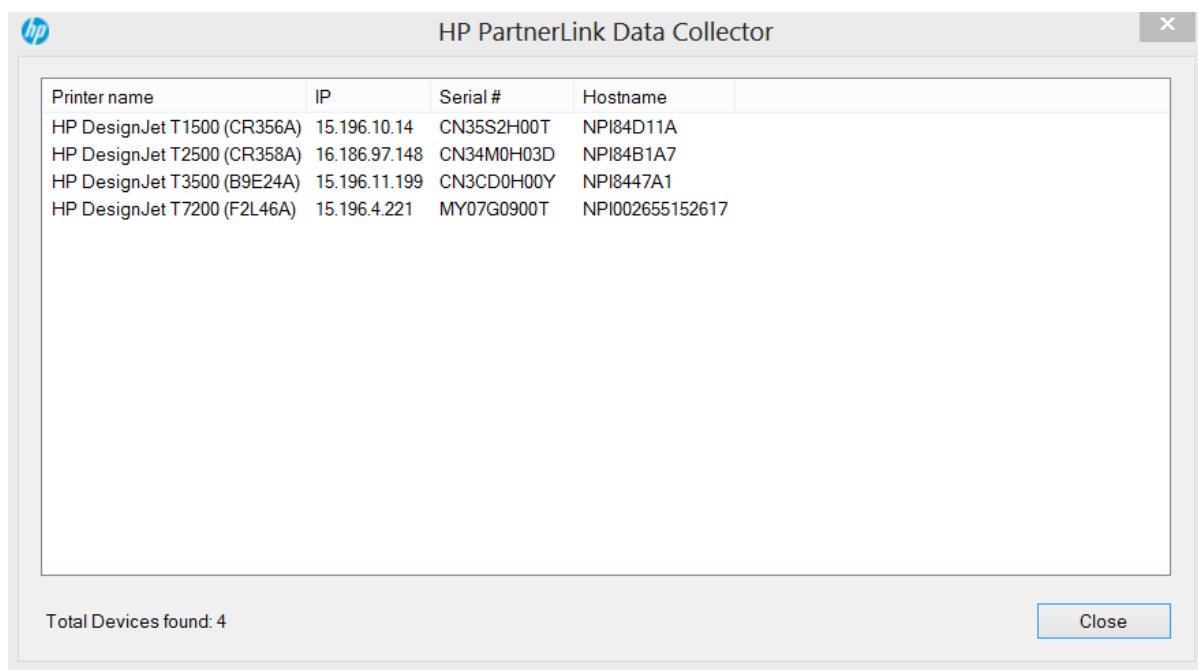 hp
HP PartnerLink Data Collector
Printer name IP Serial # Hostname
HP DesignJet T1500 (CR356A) 15.196.10.14 CN35S2H00T NPI84D11A
HP DesignJet T2500 (CR358A) 16.186.97.148 CN34M0H03D NPI84B1A7
HP DesignJet T3500 (B9E24A) 15.196.11.199 CN3CD0H00Y NPI8447A1
HP DesignJet T7200 (F2L46A) 15.196.4.221 MY07G0900T NPI002655152617
Total Devices found: 4 Close